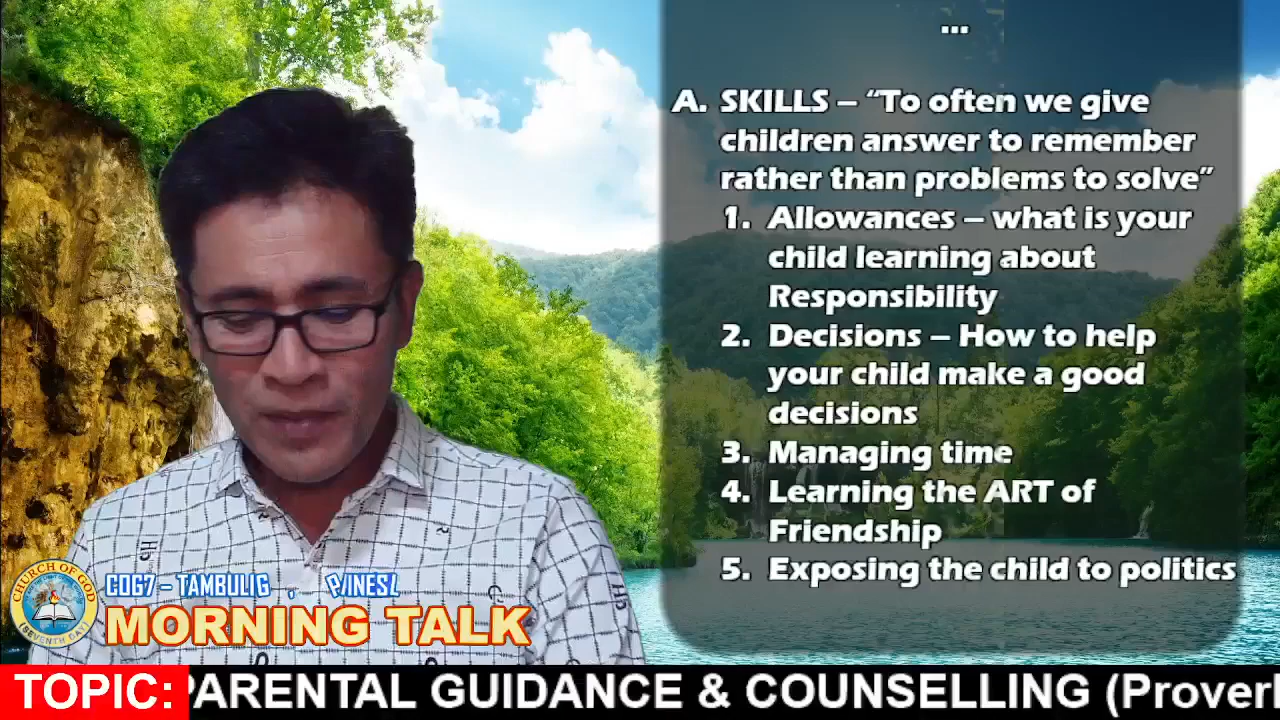 ...
A. SKILLS – “To often we give
children answer to remember
rather than problems to solve”
1. Allowances – what is your
child learning about
Responsibility
2. Decisions – How to help
your child make a good
decisions
3. Managing time
4. Learning the ART of
Friendship
5. Exposing the child to politics
CHURCH OF GOD
(SEVENTH DAY)
COG7 – TAMBULIG
MORNING TALK
TOPIC: PARENTAL GUIDANCE & COUNSELLING (Proverb